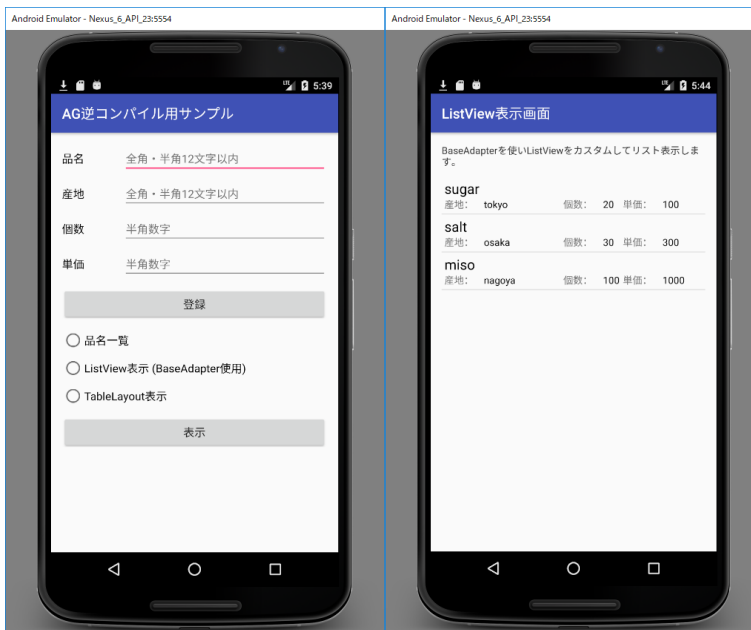 Android Emulator - Nexus_6_API_23:5554
LTE 5:39
AG逆コンパイル用サンプル
品名 全角・半角12文字以内
産地 全角・半角12文字以内
個数 半角数字
単価 半角数字
登録
品名一覧
ListView表示 (BaseAdapter使用)
TableLayout表示
表示
Android Emulator - Nexus_6_API_23:5554
LTE 5:44
ListView表示画面
BaseAdapterを使いListViewをカスタムしてリスト表示しま
す。
sugar
産地: tokyo 個数: 20 単価: 100
salt
産地: osaka 個数: 30 単価: 300
miso
産地: nagoya 個数: 100 単価: 1000